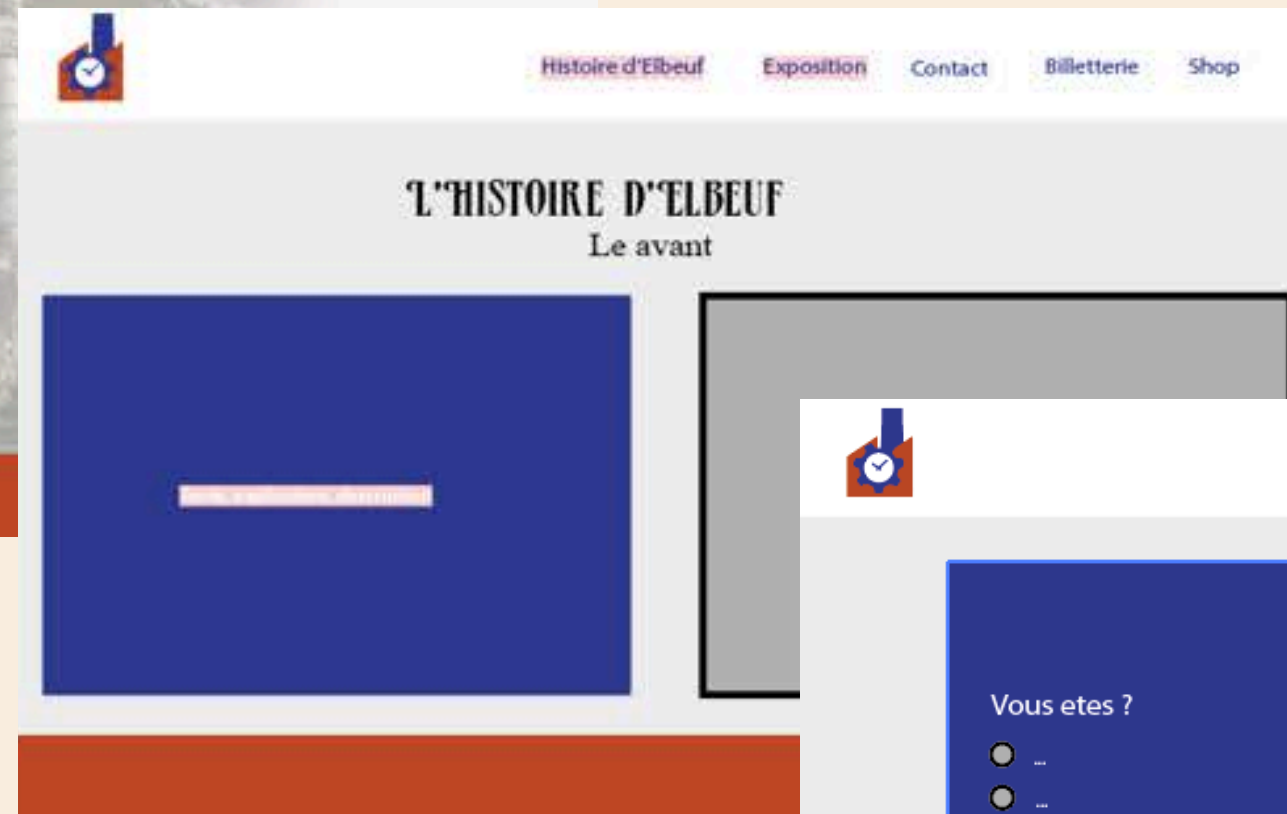 Histoire d'Elbeuf Exposition Contact Billetterie Shop
L'HISTOIRE D'ELBEUF
Le avant
Vous etes ?
...
...